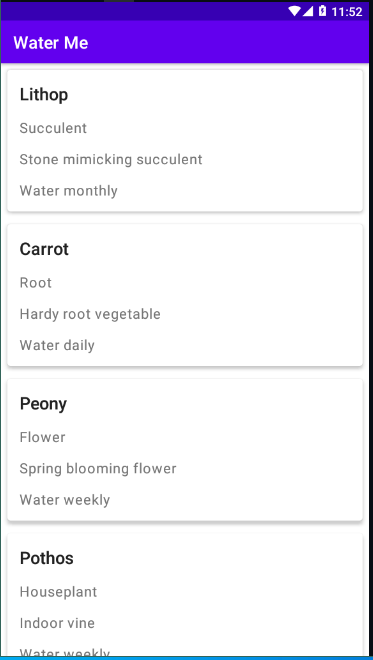 11:52
Water Me
Lithop
Succulent
Stone mimicking succulent
Water monthly
Carrot
Root
Hardy root vegetable
Water daily
Peony
Flower
Spring blooming flower
Water weekly
Pothos
Houseplant
Indoor vine
Water weekly